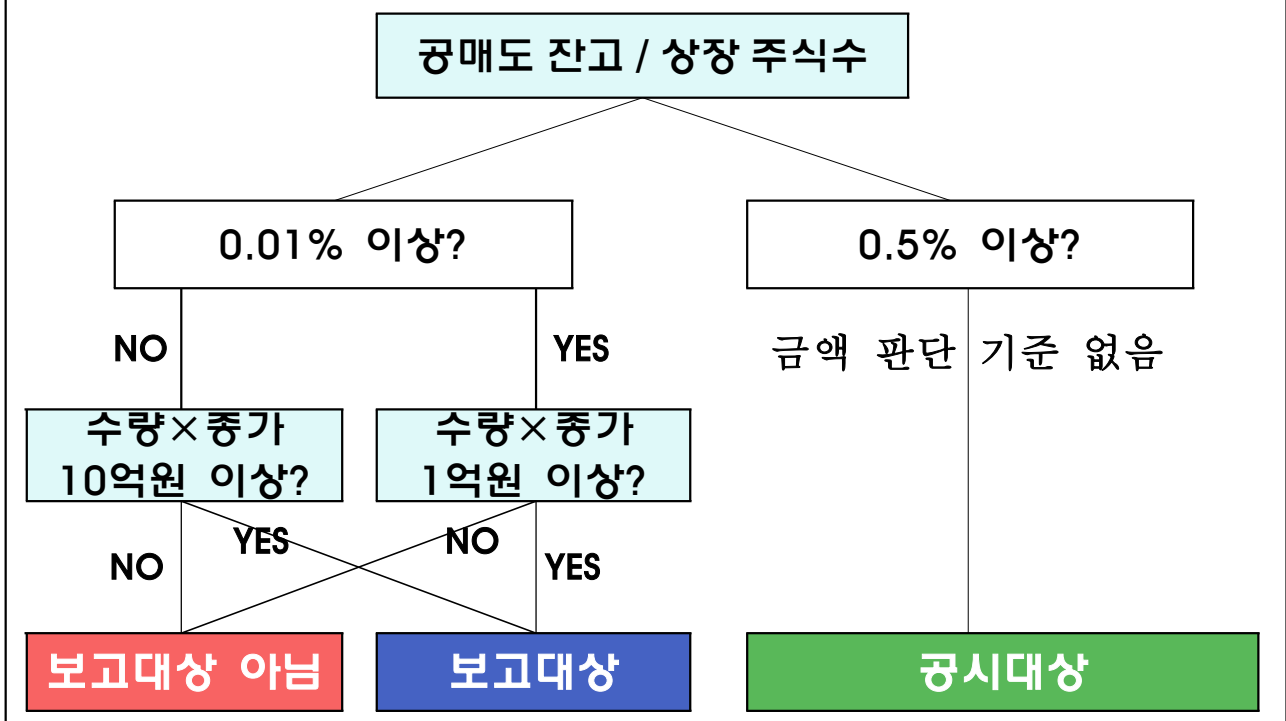 공매도 잔고 / 상장 주식수
0.01% 이상?
0.5% 이상?
NO
YES
금액 판단 기준 없음
수량×종가
10억원 이상?
수량×종가
1억원 이상?
NO
YES
NO
YES
보고대상 아님
보고대상
공시대상